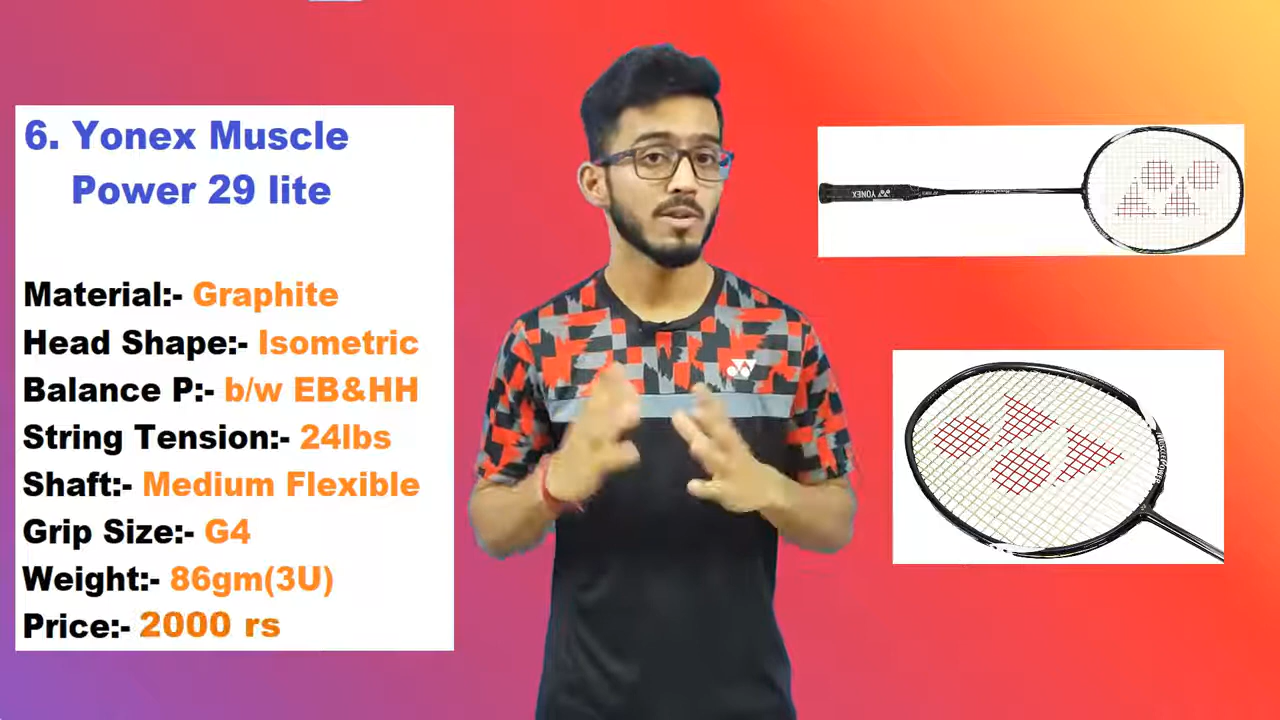 6. Yonex Muscle
Power 29 lite
Material:- Graphite
Head Shape:- Isometric
Balance P:- b/w EB&HH
String Tension:- 24lbs
Shaft:- Medium Flexible
Grip Size:- G4
Weight:- 86gm(3U)
Price:- 2000 rs
YONEX